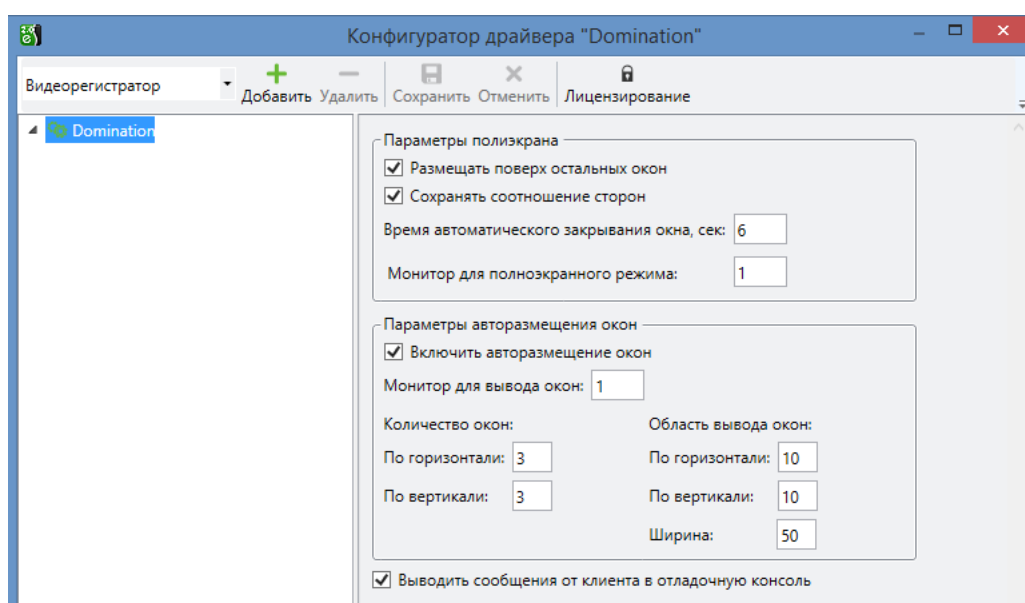 Конфигуратор драйвера "Domination"
Видеорегистратор
Добавить Удалить Сохранить Отменить Лицензирование
Domination
Параметры полиэкрана
Размещать поверх остальных окон
Сохранять соотношение сторон
Время автоматического закрывания окна, сек: 6
Монитор для полноэкранного режима: 1
Параметры авторазмещения окон
Включить авторазмещение окон
Монитор для вывода окон: 1
Количество окон: Область вывода окон:
По горизонтали: 3 По горизонтали: 10
По вертикали: 3 По вертикали: 10
Ширина: 50
Выводить сообщения от клиента в отладочную консоль